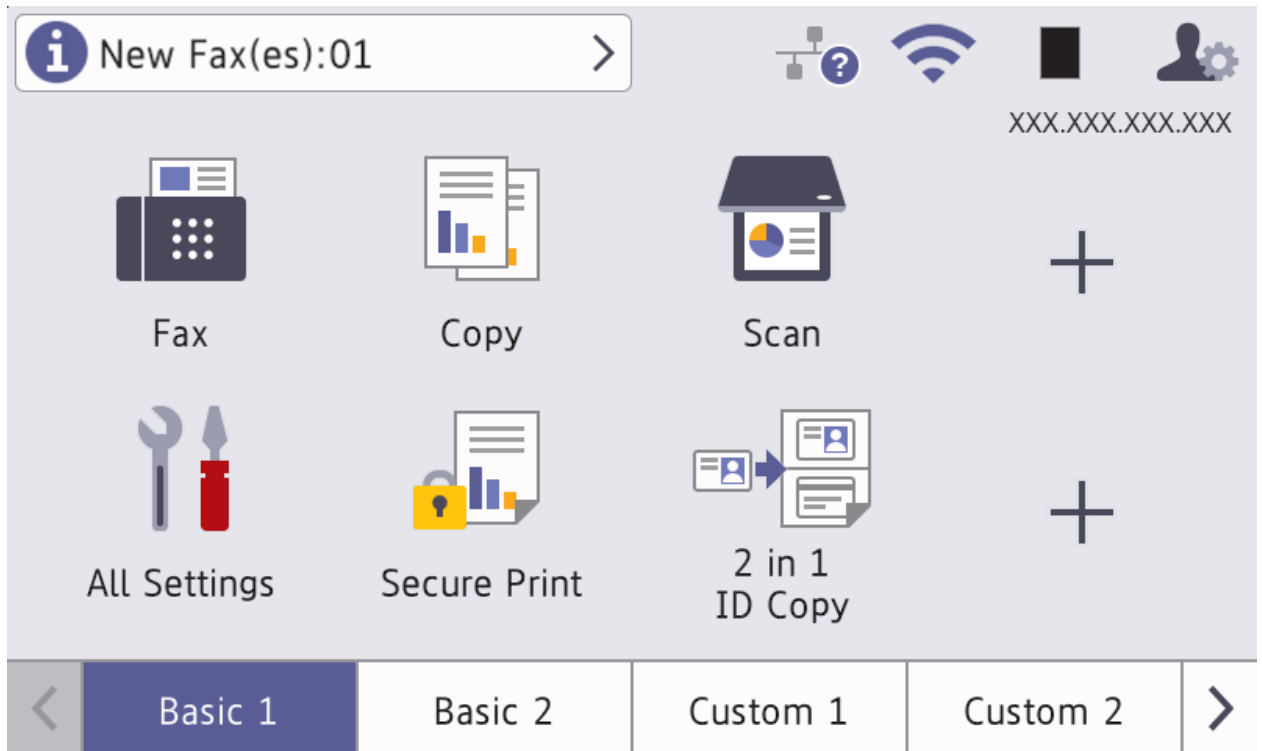 New Fax(es):01
XXX.XXX.XXX.XXX
Fax
Copy
Scan
All Settings
Secure Print
2 in 1
ID Copy
Basic 1
Basic 2
Custom 1
Custom 2